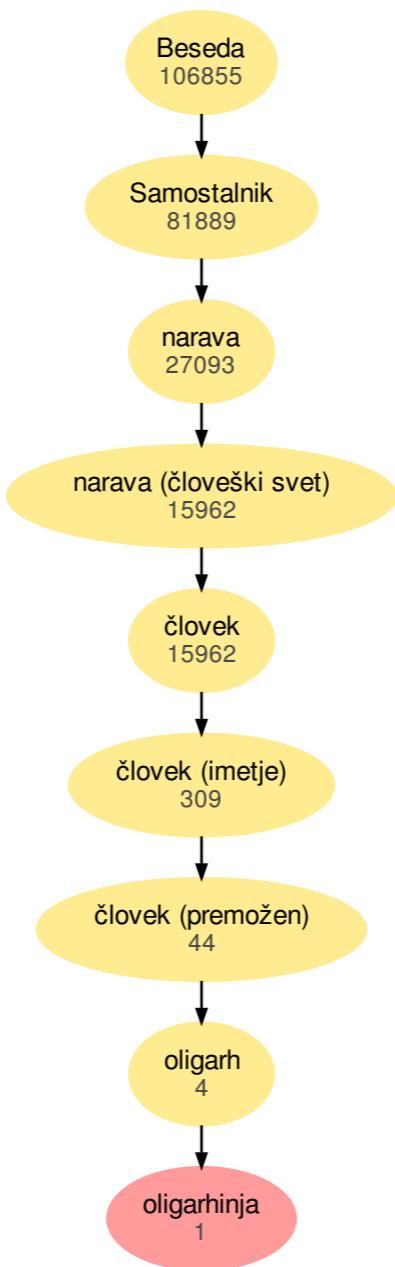 Beseda
106855
Samostalnik
81889
narava
27093
narava (človeški svet)
15962
človek
15962
človek (imetje)
309
človek (premožen)
44
oligarh
4
oligarhinja
1